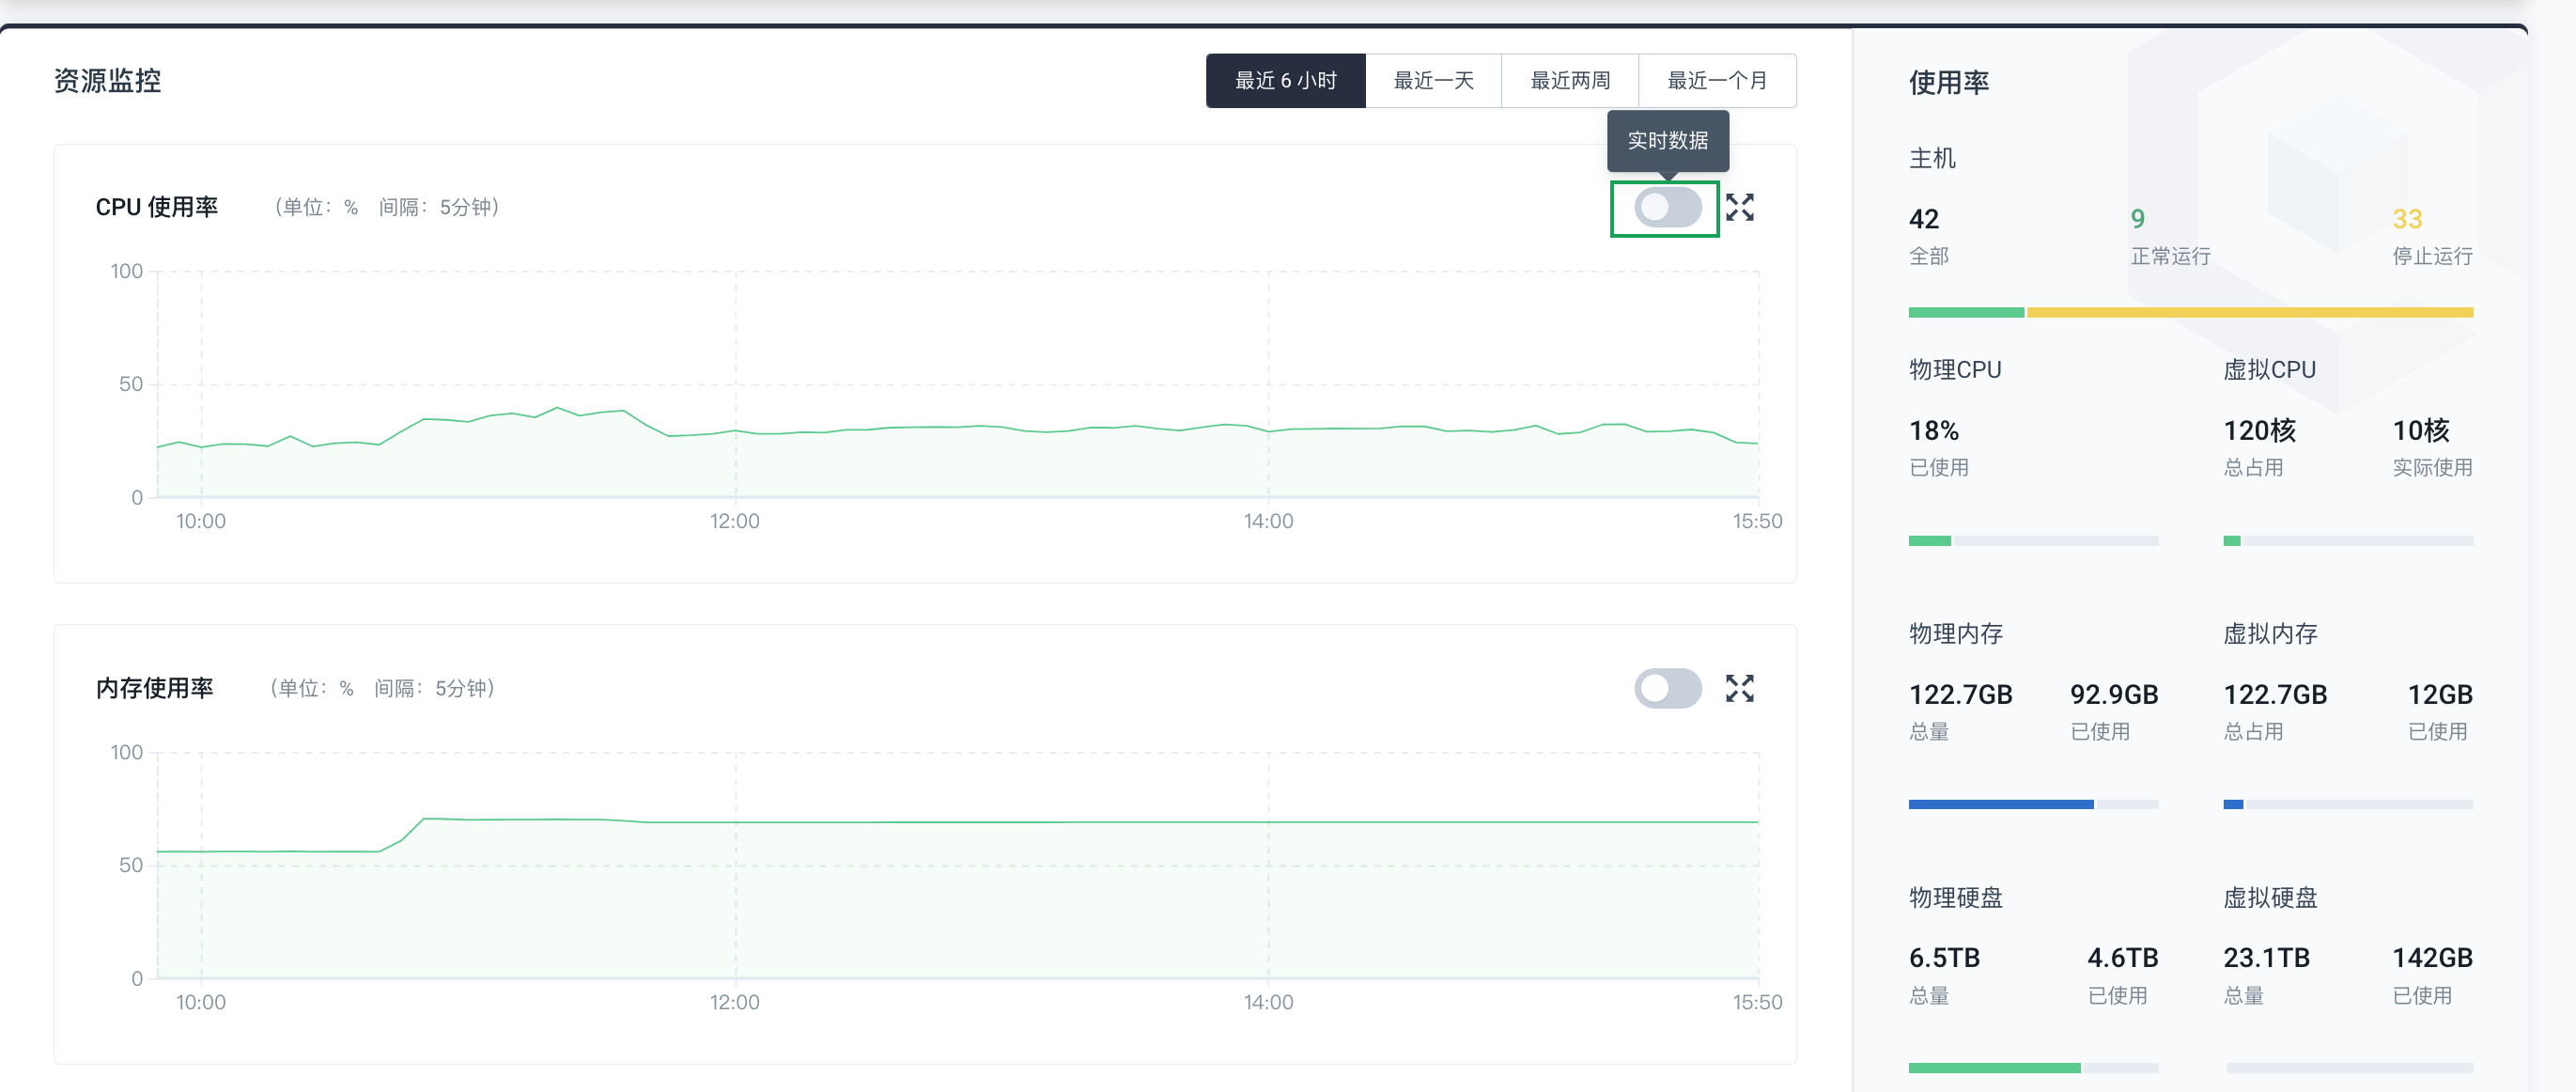 资源监控
最近 6 小时 最近一天 最近两周 最近一个月
实时数据
CPU 使用率 （单位：% 间隔：5分钟）
100
50
0
10:00 12:00 14:00 15:50
内存使用率 （单位：% 间隔：5分钟）
100
50
0
10:00 12:00 14:00 15:50
使用率
主机
42 9 33
全部 正常运行 停止运行
物理CPU 虚拟CPU
18% 120核 10核
已使用 总占用 实际使用
物理内存 虚拟内存
122.7GB 92.9GB 122.7GB 12GB
总量 已使用 总占用 已使用
物理硬盘 虚拟硬盘
6.5TB 4.6TB 23.1TB 142GB
总量 已使用 总量 已使用